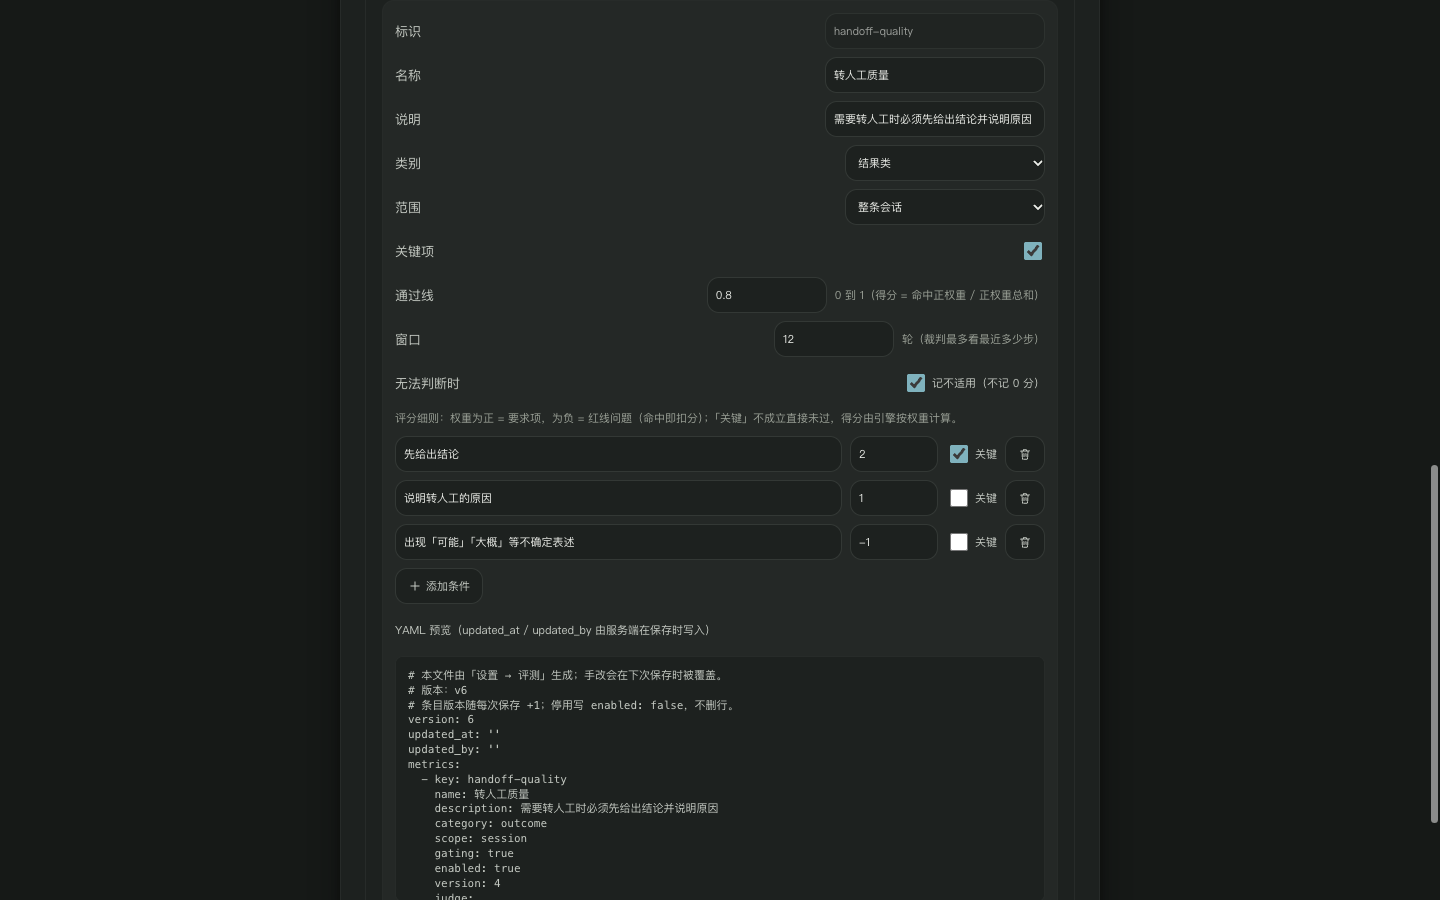 标识
handoff-quality
名称
转人工质量
说明
需要转人工时必须先给出结论并说明原因
类别
结果类
范围
整条会话
关键项
通过线
0.8
0 到 1（得分 = 命中正权重 / 正权重总和）
窗口
12
轮（裁判最多看最近多少步）
无法判断时
记不适用（不记 0 分）
评分细则：权重为正 = 要求项，为负 = 红线问题（命中即扣分）；「关键」不成立直接未过，得分由引擎按权重计算。
先给出结论
2
关键
说明转人工的原因
1
关键
出现「可能」「大概」等不确定表述
-1
关键
+ 添加条件
YAML 预览（updated_at / updated_by 由服务端在保存时写入）
# 本文件由「设置 → 评测」生成；手改会在下次保存时被覆盖。
# 版本：v6
# 条目版本随每次保存 +1；停用写 enabled: false，不删行。
version: 6
updated_at: ''
updated_by: ''
metrics:
  - key: handoff-quality
    name: 转人工质量
    description: 需要转人工时必须先给出结论并说明原因
    category: outcome
    scope: session
    gating: true
    enabled: true
    version: 4
    judge: